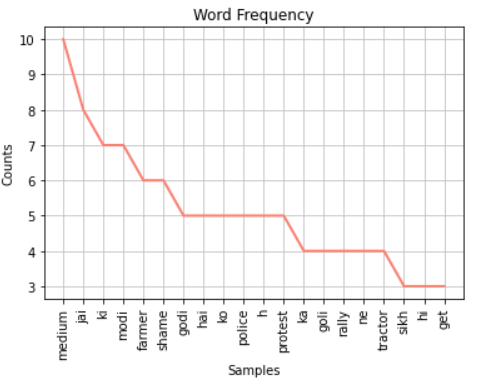 Word Frequency
Counts
10
9
8
7
6
5
4
3
medium
jai
ki
modi
farmer
shame
godi
hai
ko
police
h
protest
ka
goli
rally
ne
tractor
sikh
hi
get
Samples